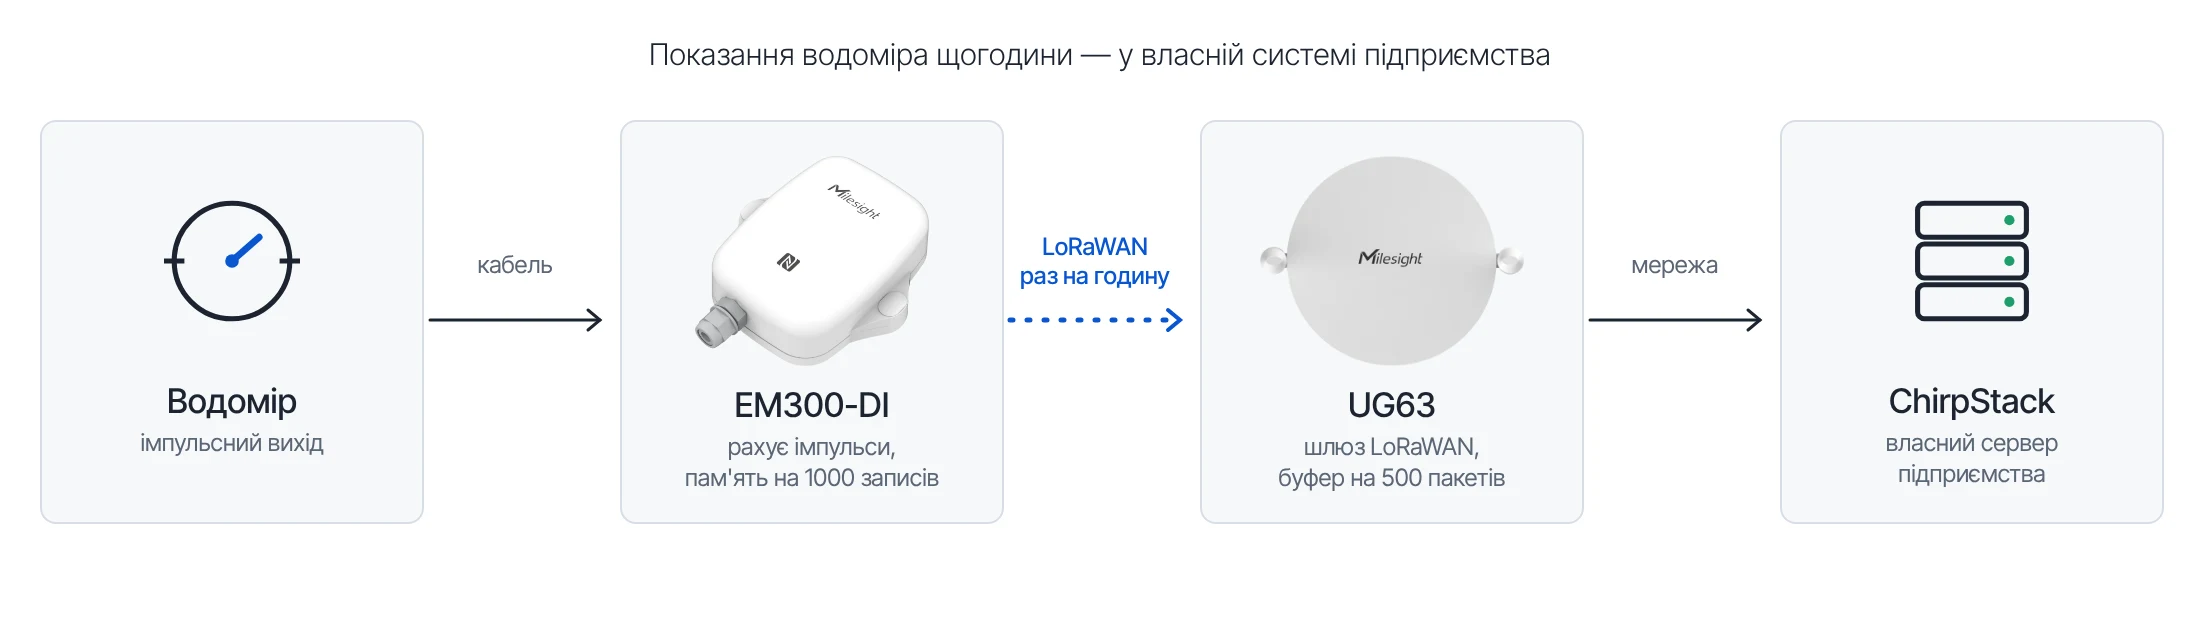 Показання водоміра щогодини — у власній системі підприємства
Водомір
імпульсний вихід
кабель
Milesight
EM300-DI
рахує імпульси,
пам'ять на 1000 записів
LoRaWAN
раз на годину
Milesight
UG63
шлюз LoRaWAN,
буфер на 500 пакетів
мережа
ChirpStack
власний сервер
підприємства